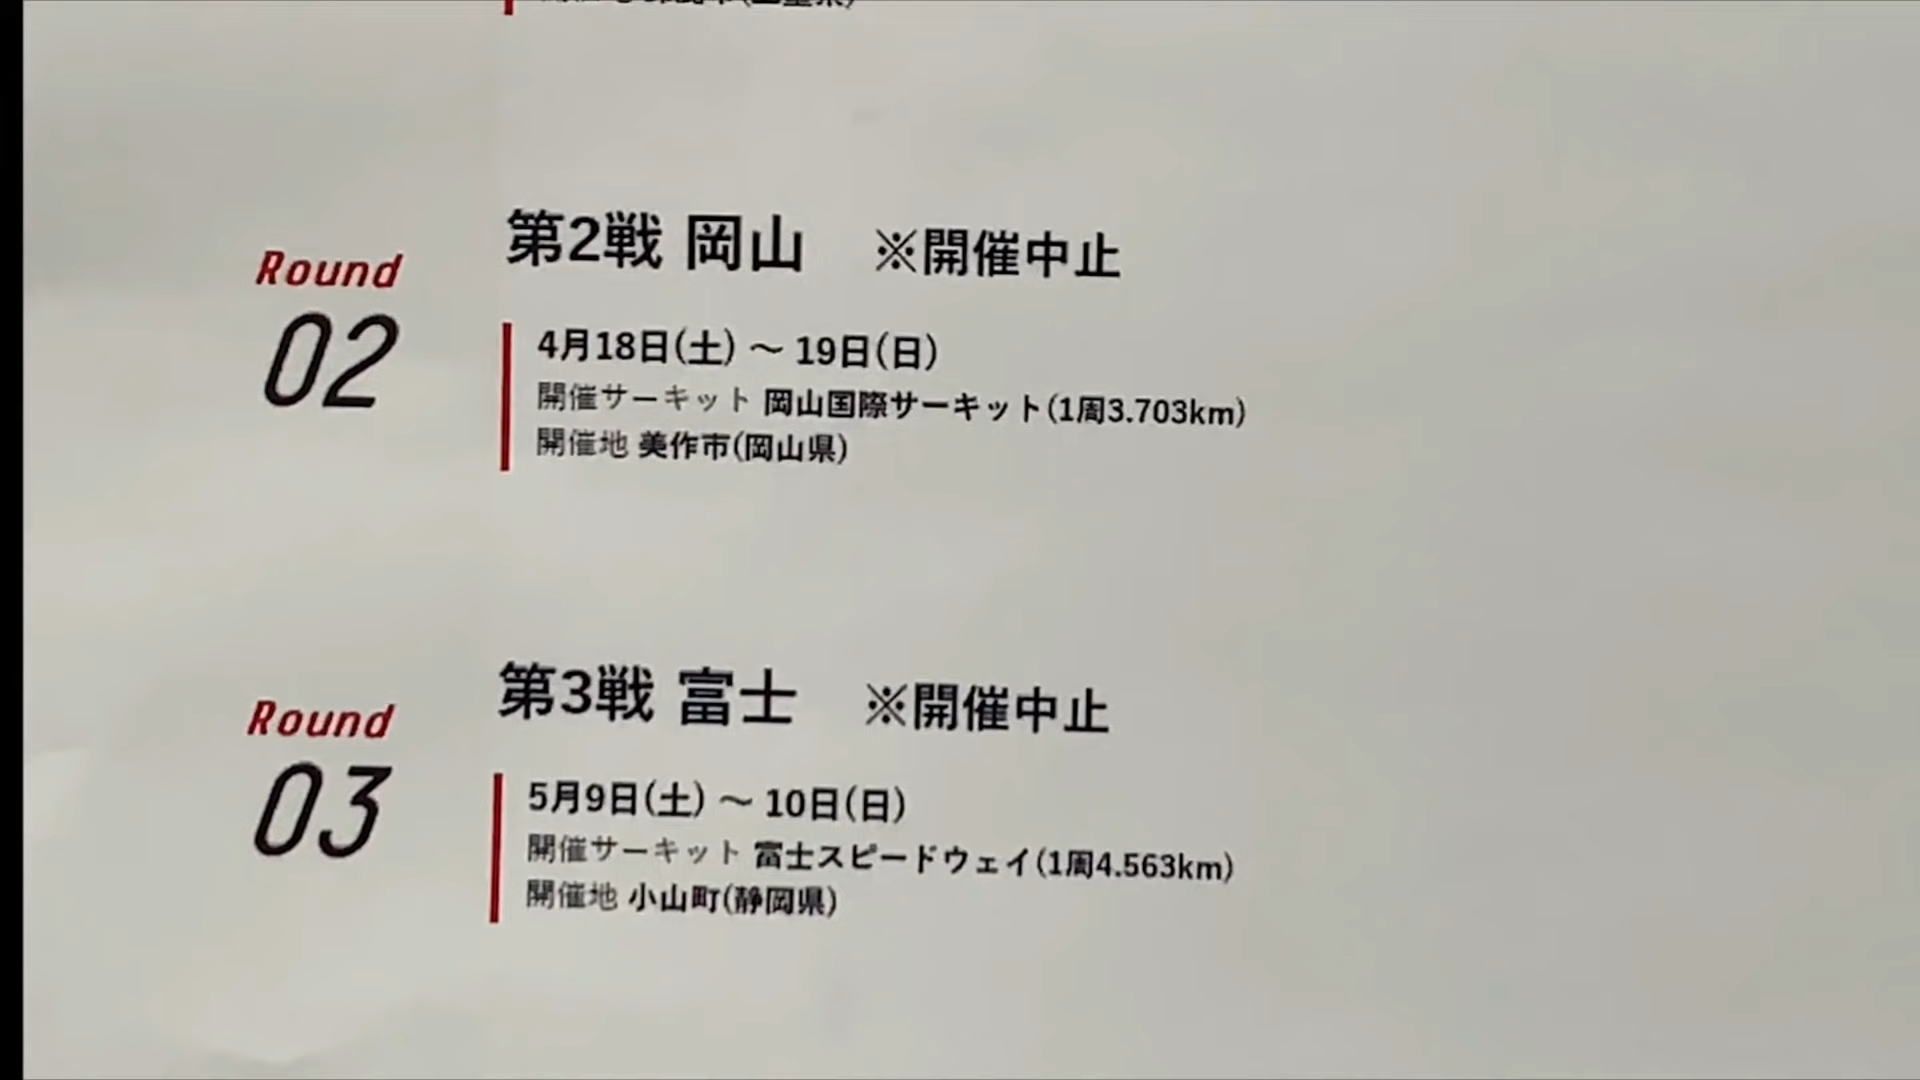 Round
02
第2戦 岡山 ※開催中止
4月18日(土) ～ 19日(日)
開催サーキット 岡山国際サーキット(1周3.703km)
開催地 美作市(岡山県)
Round
03
第3戦 富士 ※開催中止
5月9日(土) ～ 10日(日)
開催サーキット 富士スピードウェイ(1周4.563km)
開催地 小山町(静岡県)